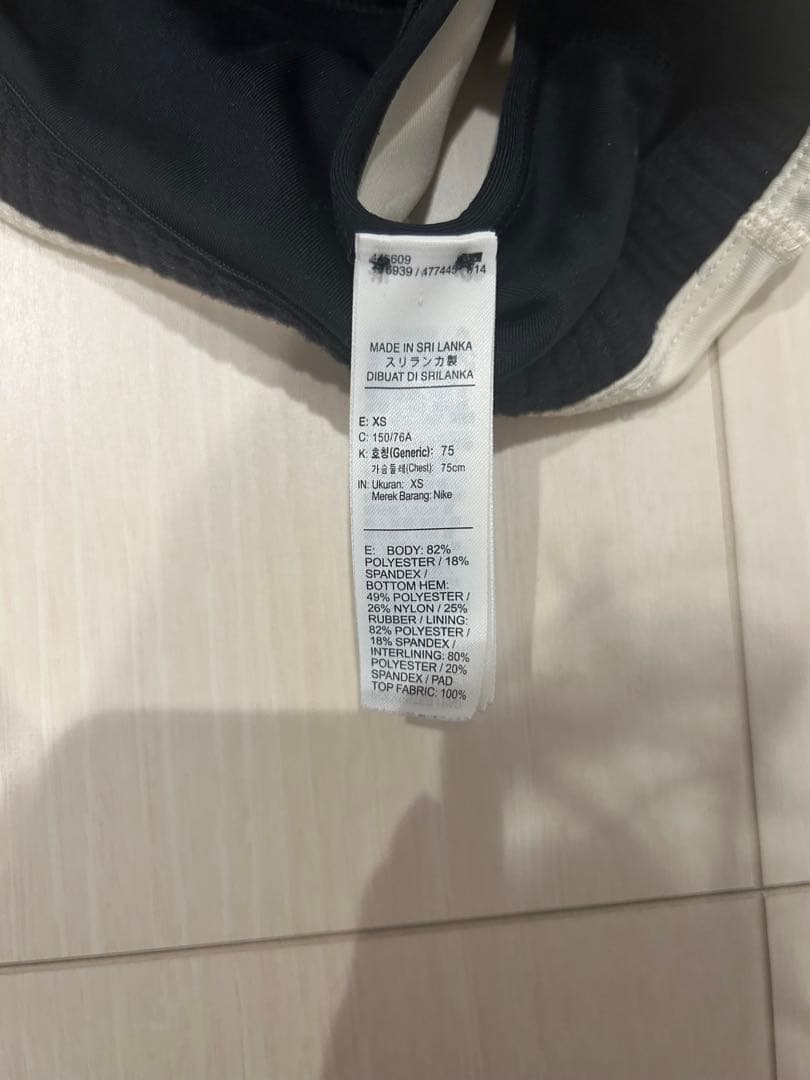 6939 / 47744
MADE IN SRI LANKA
スリランカ製
DIBUAT DI SRILANKA
E: XS
C: 150/76A
K: 호칭(Generic): 75
가슴둘레(Chest): 75cm
IN: Ukuran: XS
Merek Barang: Nike
E: BODY: 82%
POLYESTER / 18%
SPANDEX /
BOTTOM HEM:
49% POLYESTER /
26% NYLON / 25%
RUBBER / LINING:
82% POLYESTER /
18% SPANDEX /
INTERLINING: 80%
POLYESTER / 20%
SPANDEX / PAD
TOP FABRIC: 100%